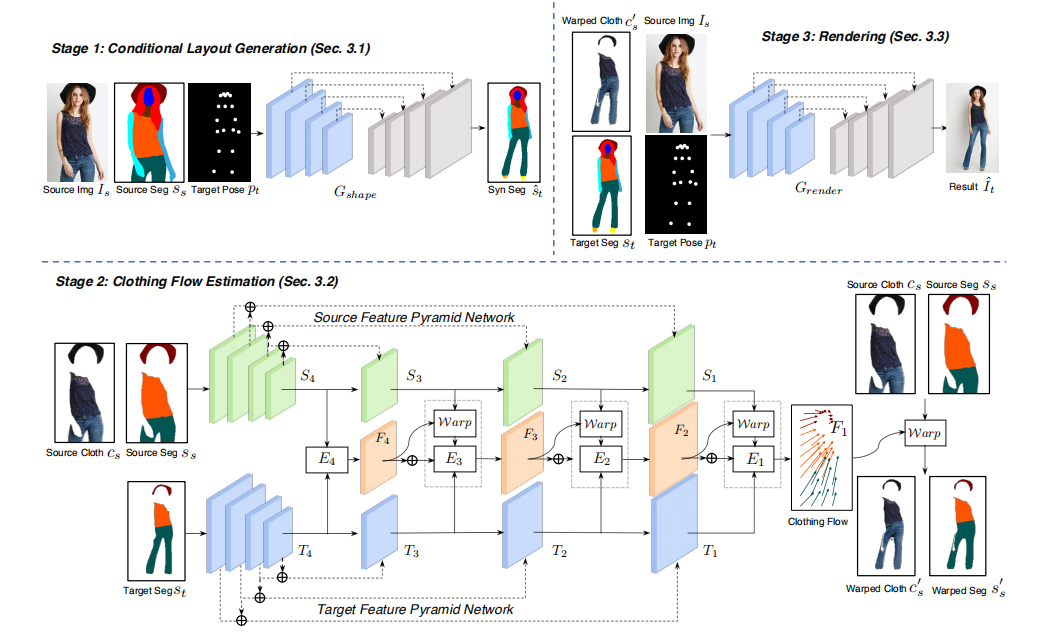 Stage 1: Conditional Layout Generation (Sec. 3.1)
Source Img I_s
Source Seg s_s
Target Pose p_t
G_shape
Syn Seg ŝ_t
Warped Cloth c'_s
Source Img I_s
Stage 3: Rendering (Sec. 3.3)
Target Seg s_t
Target Pose p_t
G_render
Result Î_t
Stage 2: Clothing Flow Estimation (Sec. 3.2)
Source Feature Pyramid Network
Source Cloth c_s
Source Seg s_s
S_4
S_3
S_2
S_1
F_4
Warp
F_3
Warp
F_2
Warp
F_1
E_4
E_3
E_2
E_1
Clothing Flow
Target Seg s_t
T_4
T_3
T_2
T_1
Target Feature Pyramid Network
Source Cloth c_s
Source Seg s_s
Warp
Warped Cloth c'_s
Warped Seg s'_s